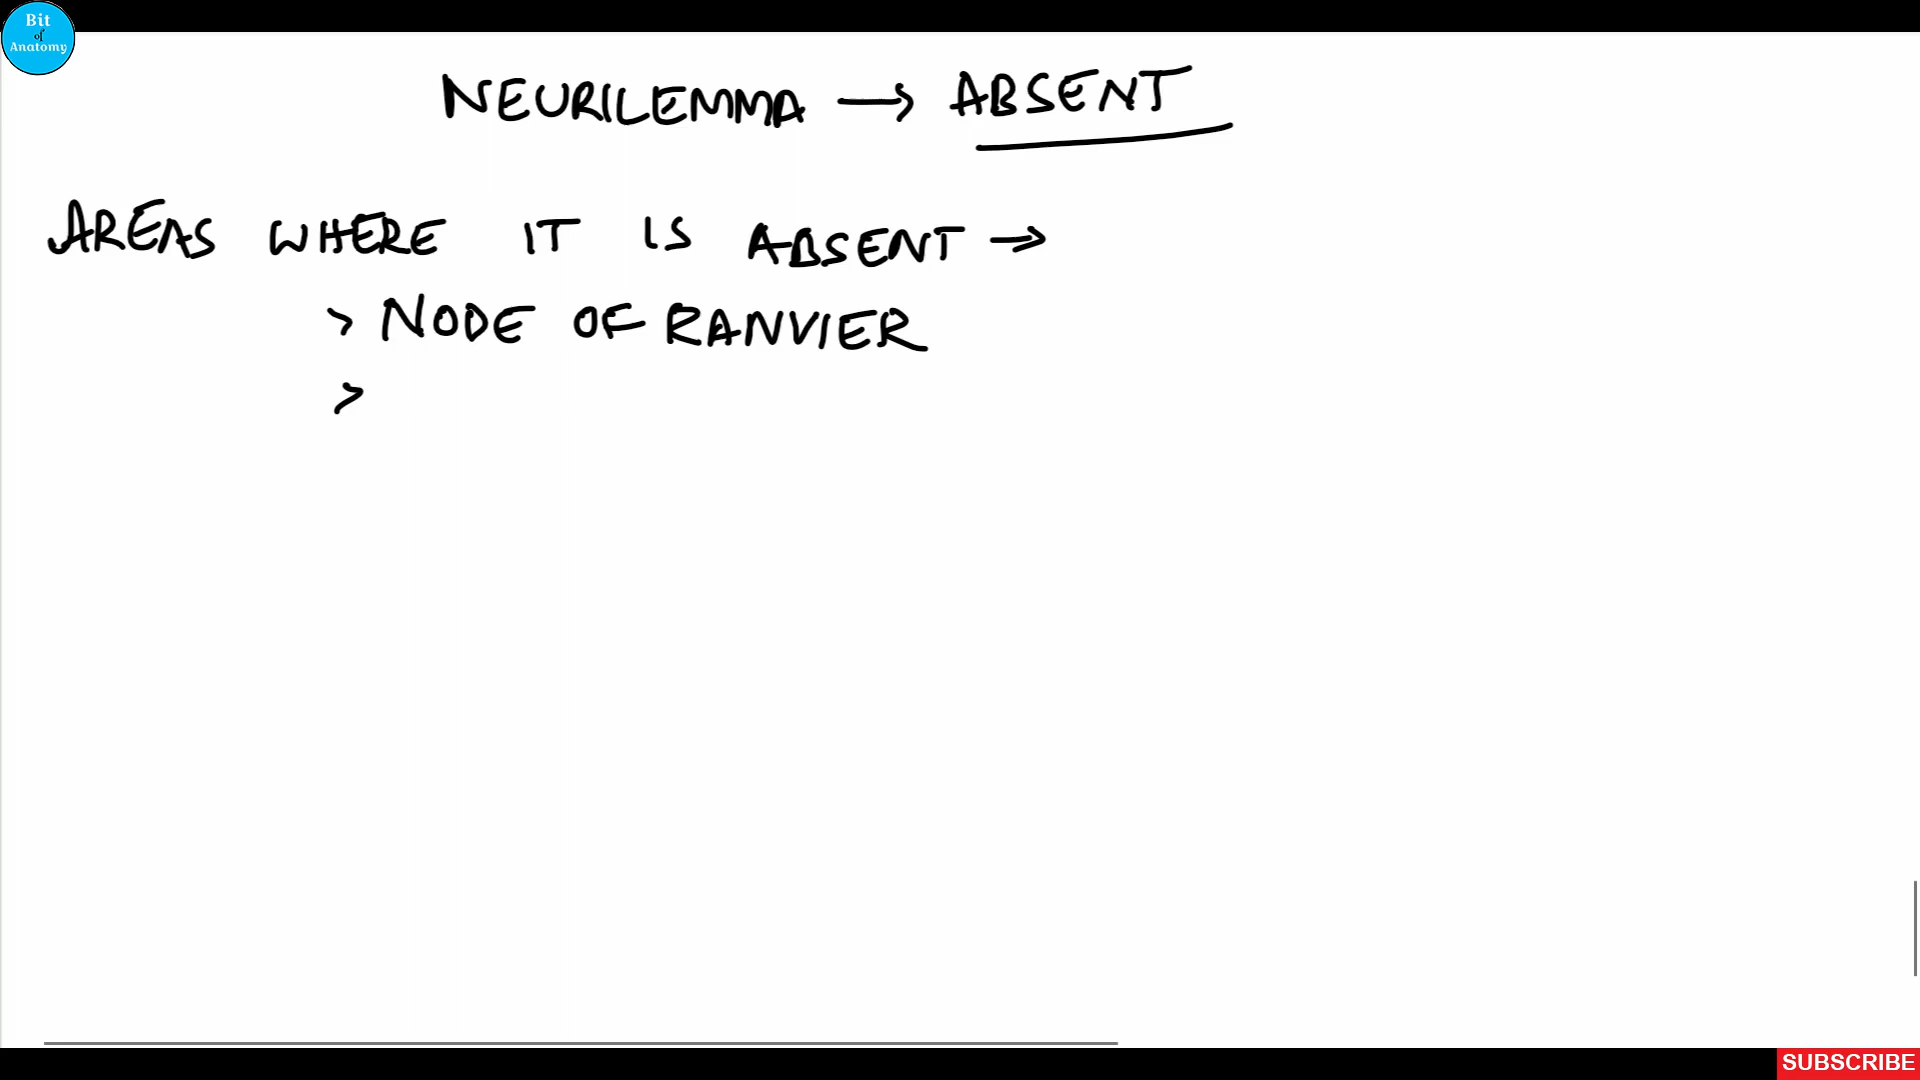 Bit
of
Anatomy
NEURILEMMA → ABSENT
AREAS WHERE IT IS ABSENT →
> NODE OF RANVIER
>
SUBSCRIBE